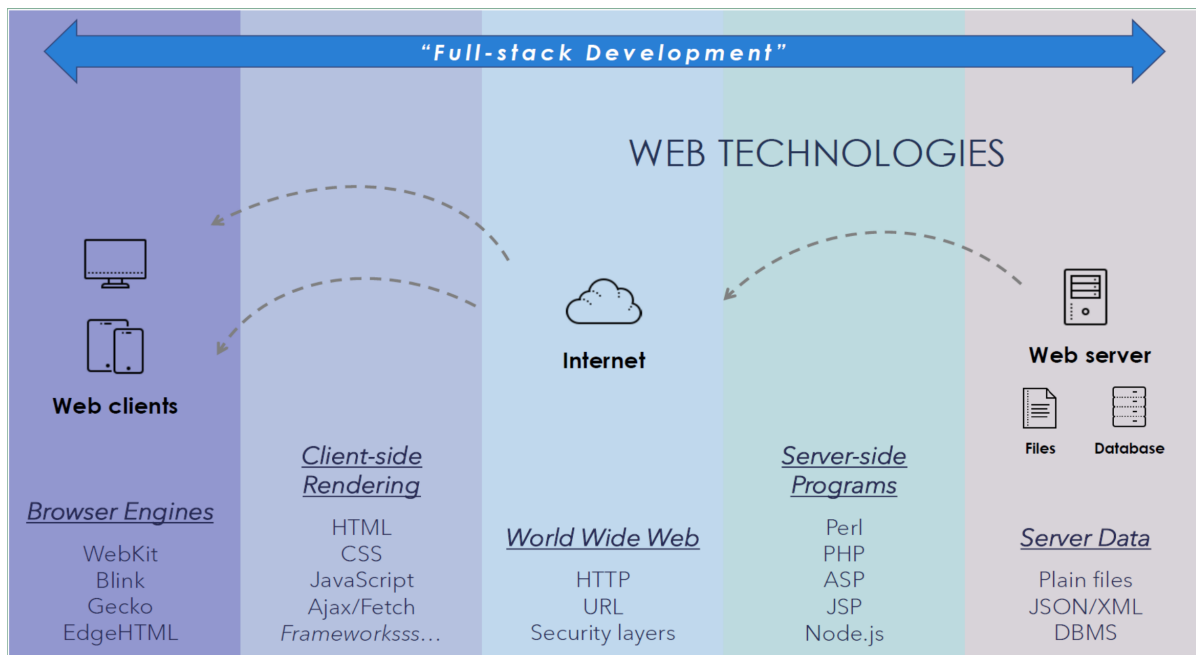 "Full-stack Development"
WEB TECHNOLOGIES
Web clients
Internet
Web server
Files
Database
Browser Engines
WebKit
Blink
Gecko
EdgeHTML
Client-side
Rendering
HTML
CSS
JavaScript
Ajax/Fetch
Frameworksss...
World Wide Web
HTTP
URL
Security layers
Server-side
Programs
Perl
PHP
ASP
JSP
Node.js
Server Data
Plain files
JSON/XML
DBMS